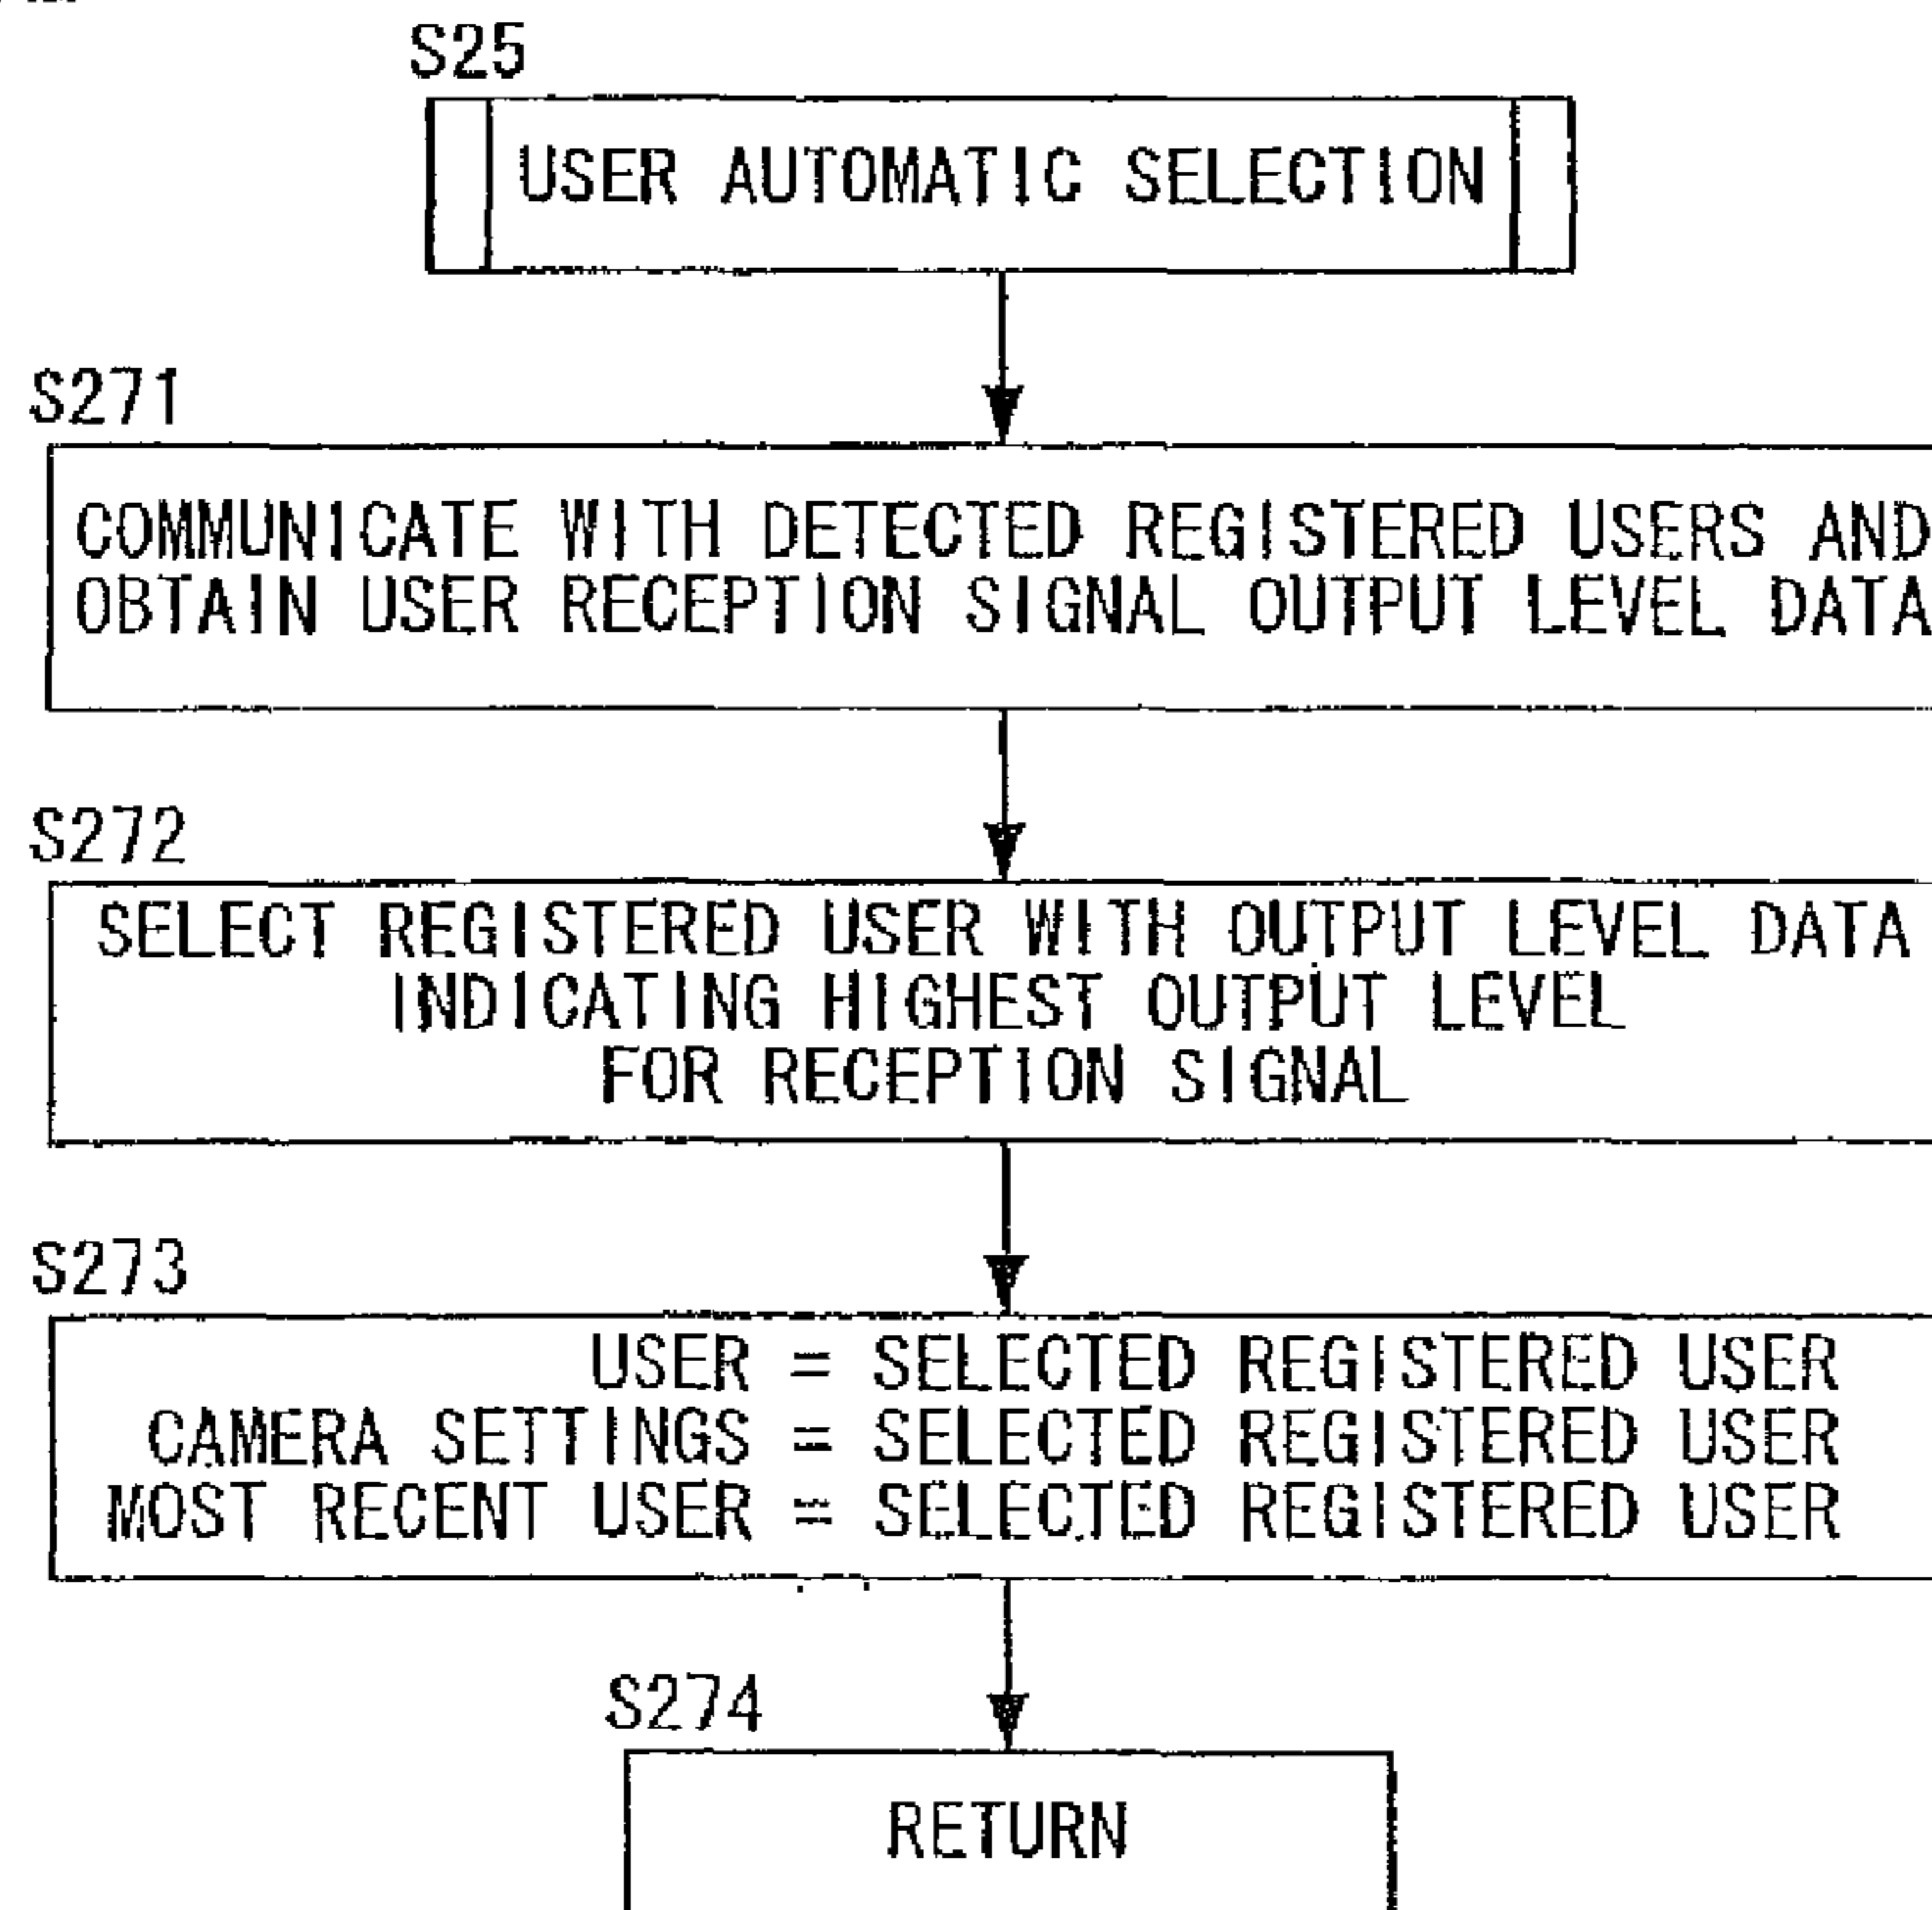 S25
USER AUTOMATIC SELECTION
S271
COMMUNICATE WITH DETECTED REGISTERED USERS AND
OBTAIN USER RECEPTION SIGNAL OUTPUT LEVEL DATA
S272
SELECT REGISTERED USER WITH OUTPUT LEVEL DATA
INDICATING HIGHEST OUTPUT LEVEL
FOR RECEPTION SIGNAL
S273
USER = SELECTED REGISTERED USER
CAMERA SETTINGS = SELECTED REGISTERED USER
MOST RECENT USER = SELECTED REGISTERED USER
S274
RETURN